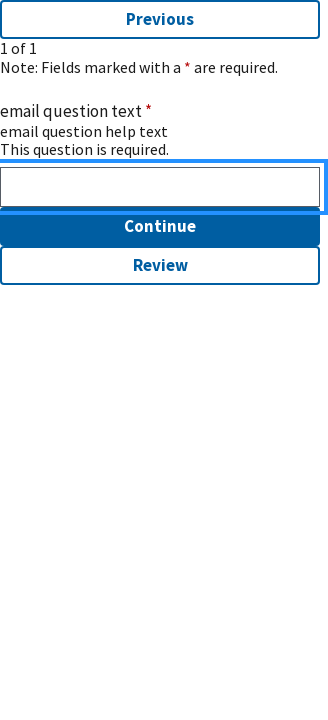 Previous
1 of 1
Note: Fields marked with a * are required.
email question text *
email question help text
This question is required.
Continue
Review